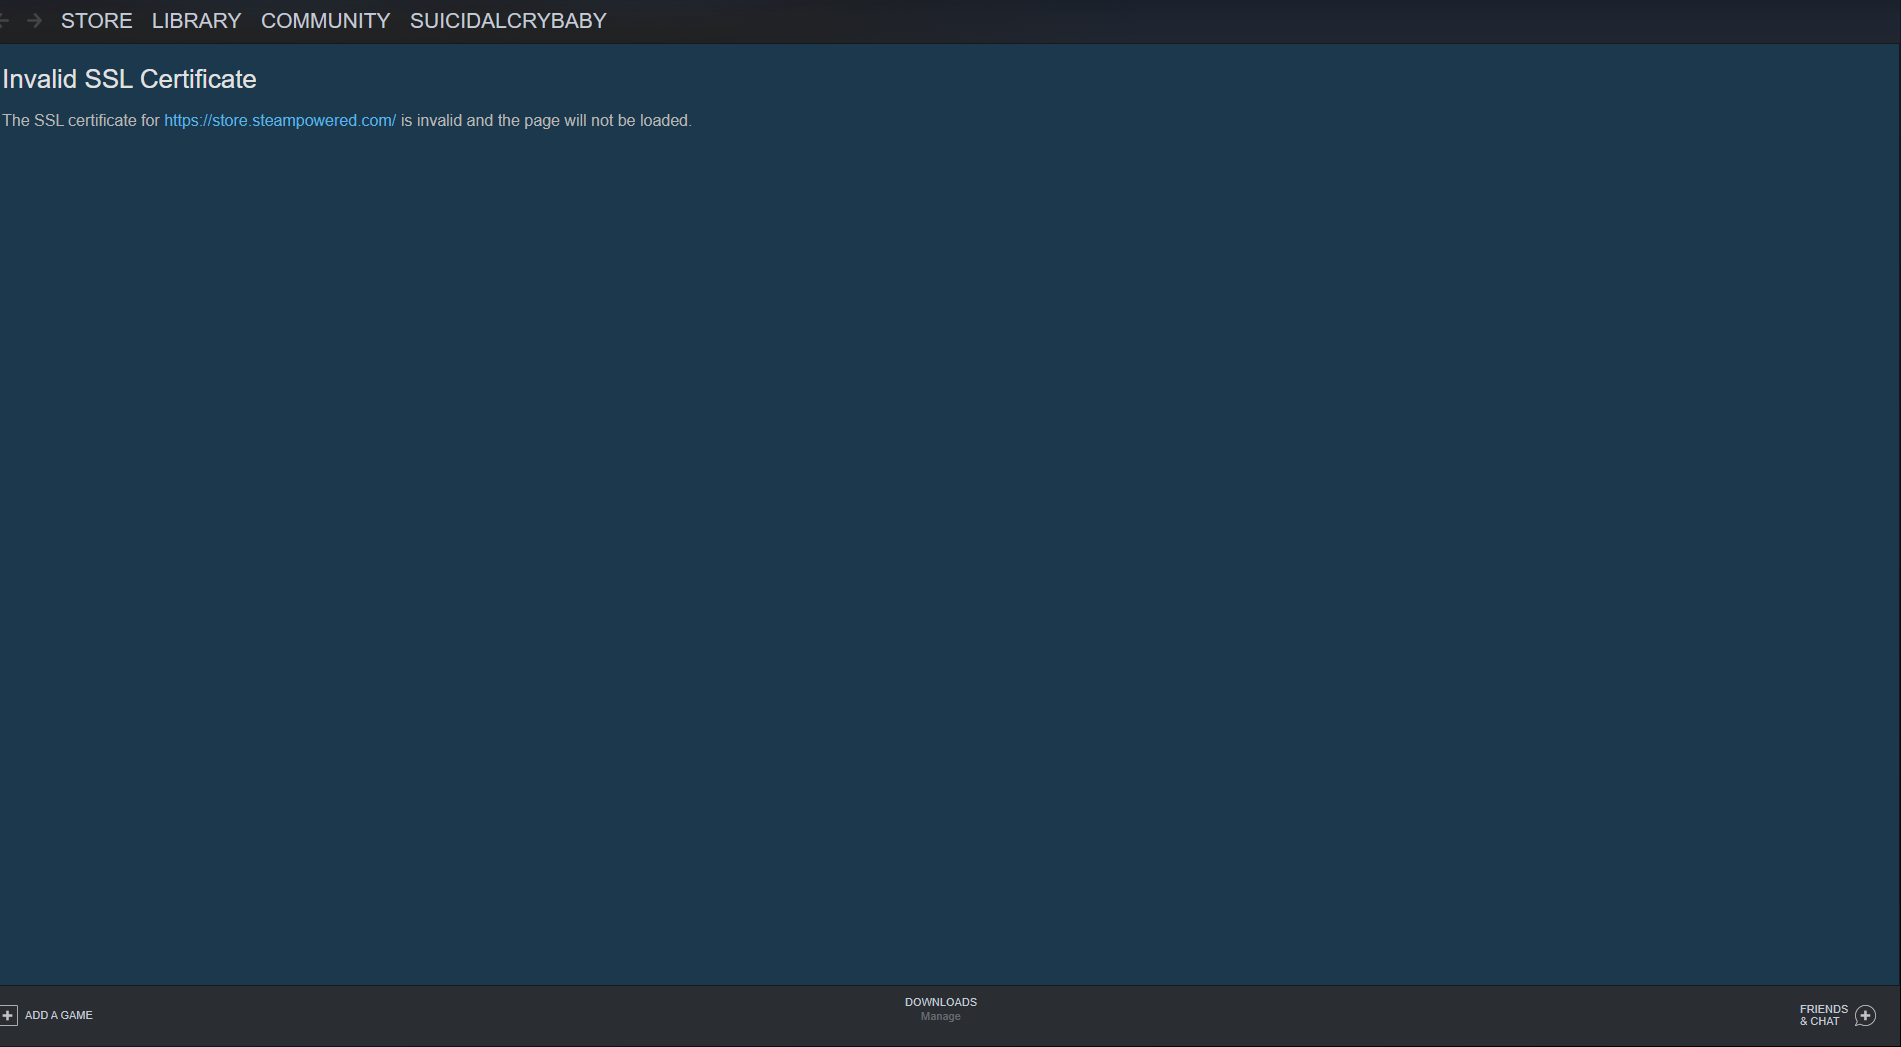 STORE LIBRARY COMMUNITY SUICIDALCRYBABY
Invalid SSL Certificate
The SSL certificate for https://store.steampowered.com/ is invalid and the page will not be loaded.
ADD A GAME
DOWNLOADS
Manage
FRIENDS
& CHAT